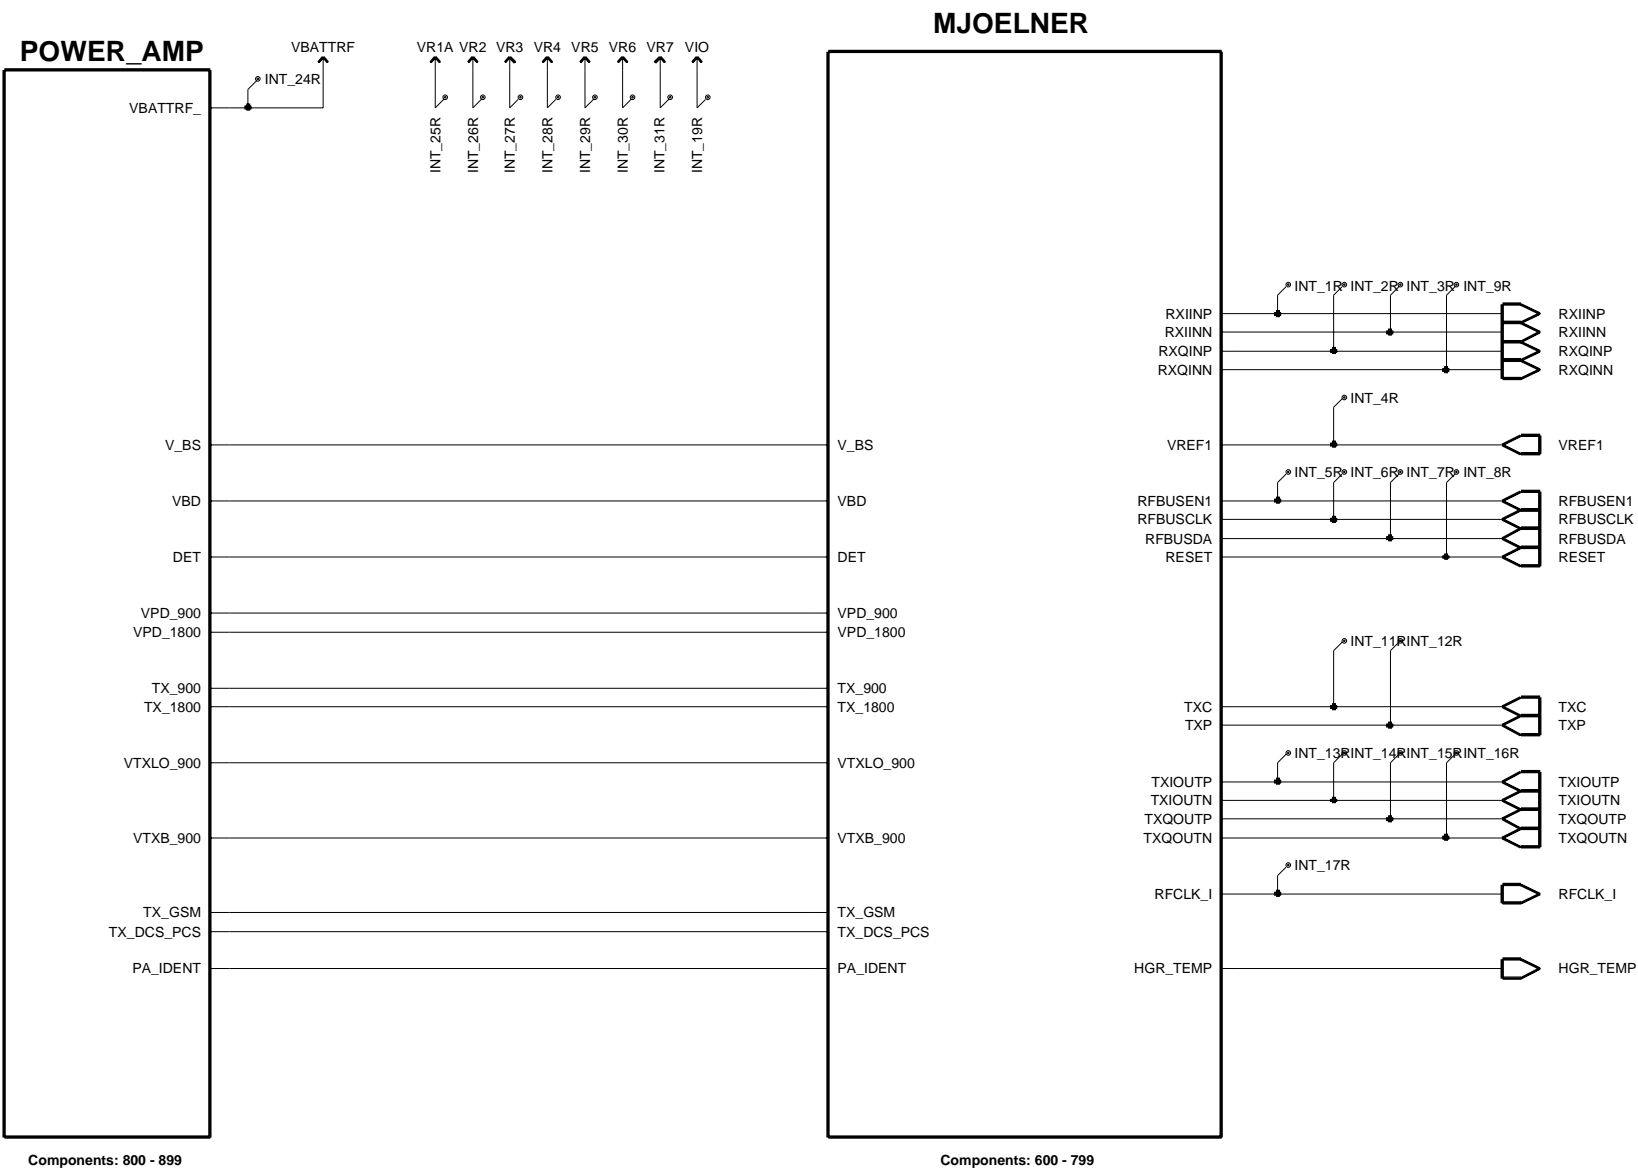 MJOELNER
POWER_AMP
VBATTRF
VR1A VR2 VR3 VR4 VR5 VR6 VR7 VIO
INT_24R
VBATTRF_
INT_25R
INT_26R
INT_27R
INT_28R
INT_29R
INT_30R
INT_31R
INT_19R
INT_1R INT_2R INT_3R INT_9R
RXIINP RXIINP
RXIINN RXIINN
RXQINP RXQINP
RXQINN RXQINN
INT_4R
V_BS V_BS VREF1 VREF1
INT_5R INT_6R INT_7R INT_8R
VBD VBD RFBUSEN1 RFBUSEN1
RFBUSCLK RFBUSCLK
RFBUSDA RFBUSDA
DET DET RESET RESET
VPD_900 VPD_900
VPD_1800 VPD_1800
INT_11R INT_12R
TX_900 TX_900
TX_1800 TX_1800 TXC TXC
TXP TXP
INT_13R INT_14R INT_15R INT_16R
VTXLO_900 VTXLO_900
TXIOUTP TXIOUTP
TXIOUTN TXIOUTN
TXQOUTP TXQOUTP
VTXB_900 VTXB_900 TXQOUTN TXQOUTN
INT_17R
RFCLK_I RFCLK_I
TX_GSM TX_GSM
TX_DCS_PCS TX_DCS_PCS
PA_IDENT PA_IDENT HGR_TEMP HGR_TEMP
Components: 800 - 899 Components: 600 - 799